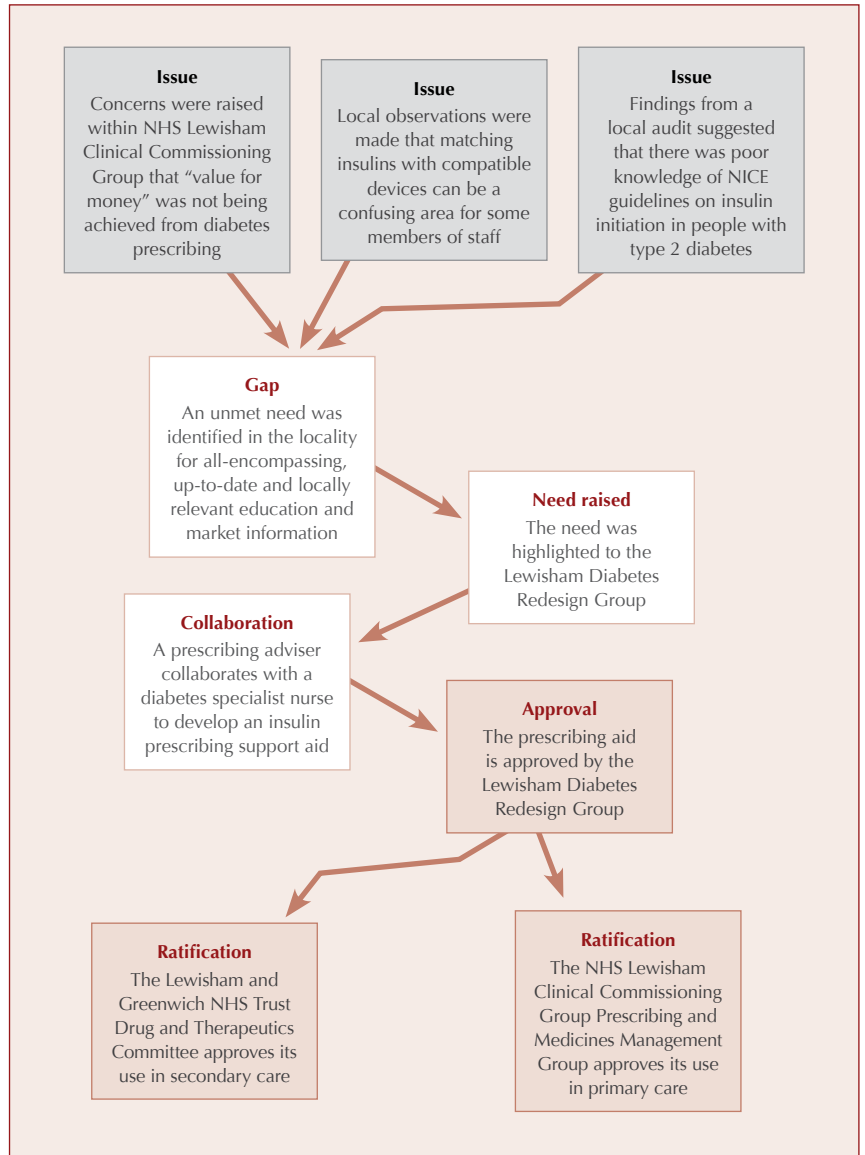 Issue
Concerns were raised
within NHS Lewisham
Clinical Commissioning
Group that “value for
money” was not being
achieved from diabetes
prescribing
Issue
Local observations were
made that matching
insulins with compatible
devices can be a
confusing area for some
members of staff
Issue
Findings from a
local audit suggested
that there was poor
knowledge of NICE
guidelines on insulin
initiation in people with
type 2 diabetes
Gap
An unmet need was
identified in the locality
for all-encompassing,
up-to-date and locally
relevant education and
market information
Need raised
The need was
highlighted to the
Lewisham Diabetes
Redesign Group
Collaboration
A prescribing adviser
collaborates with a
diabetes specialist nurse
to develop an insulin
prescribing support aid
Approval
The prescribing aid
is approved by the
Lewisham Diabetes
Redesign Group
Ratification
The Lewisham and
Greenwich NHS Trust
Drug and Therapeutics
Committee approves its
use in secondary care
Ratification
The NHS Lewisham
Clinical Commissioning
Group Prescribing and
Medicines Management
Group approves its use
in primary care